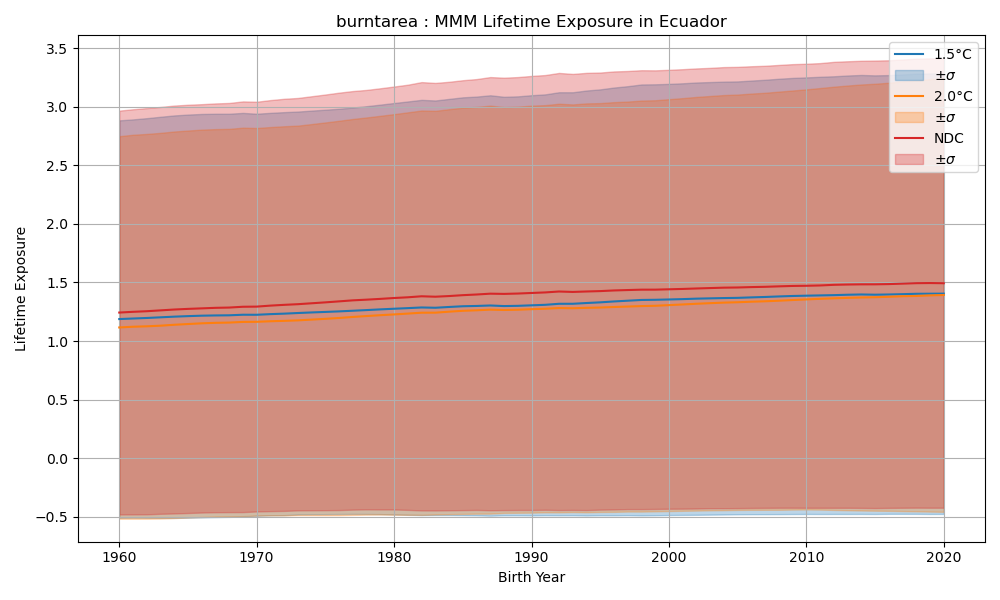 burntarea : MMM Lifetime Exposure in Ecuador
3.5
3.0
2.5
2.0
1.5
1.0
0.5
0.0
−0.5
Lifetime Exposure
1.5°C
±σ
2.0°C
±σ
NDC
±σ
1960 1970 1980 1990 2000 2010 2020
Birth Year